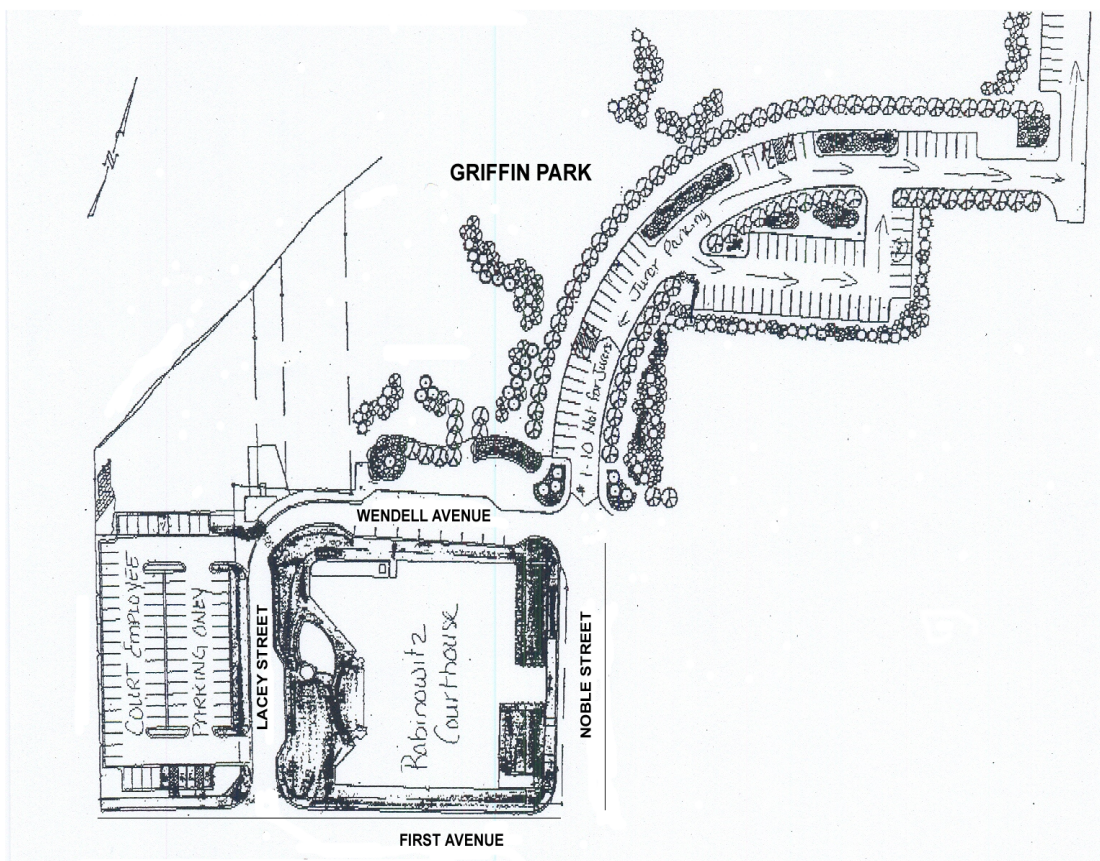 N
GRIFFIN PARK
Juror Parking
# 1-10 Not for Jurors
WENDELL AVENUE
COURT EMPLOYEE
PARKING ONLY
LACEY STREET
Rabinowitz
Courthouse
NOBLE STREET
FIRST AVENUE